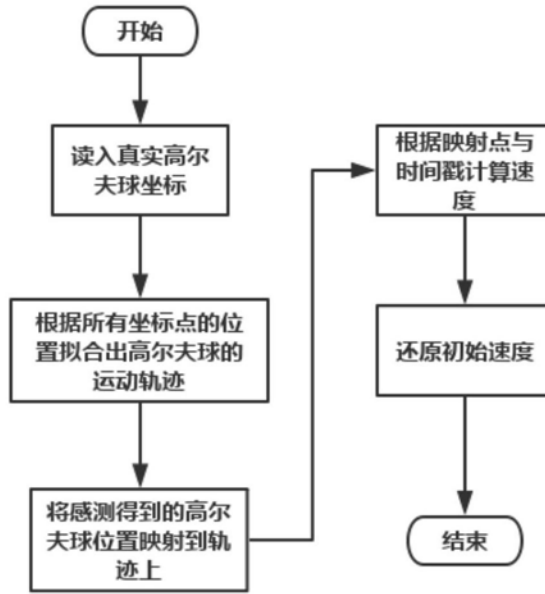 开始
读入真实高尔
夫球坐标
根据所有坐标点的位
置拟合出高尔夫球的
运动轨迹
将感测得到的高尔
夫球位置映射到轨
迹上
根据映射点与
时间戳计算速
度
还原初始速度
结束